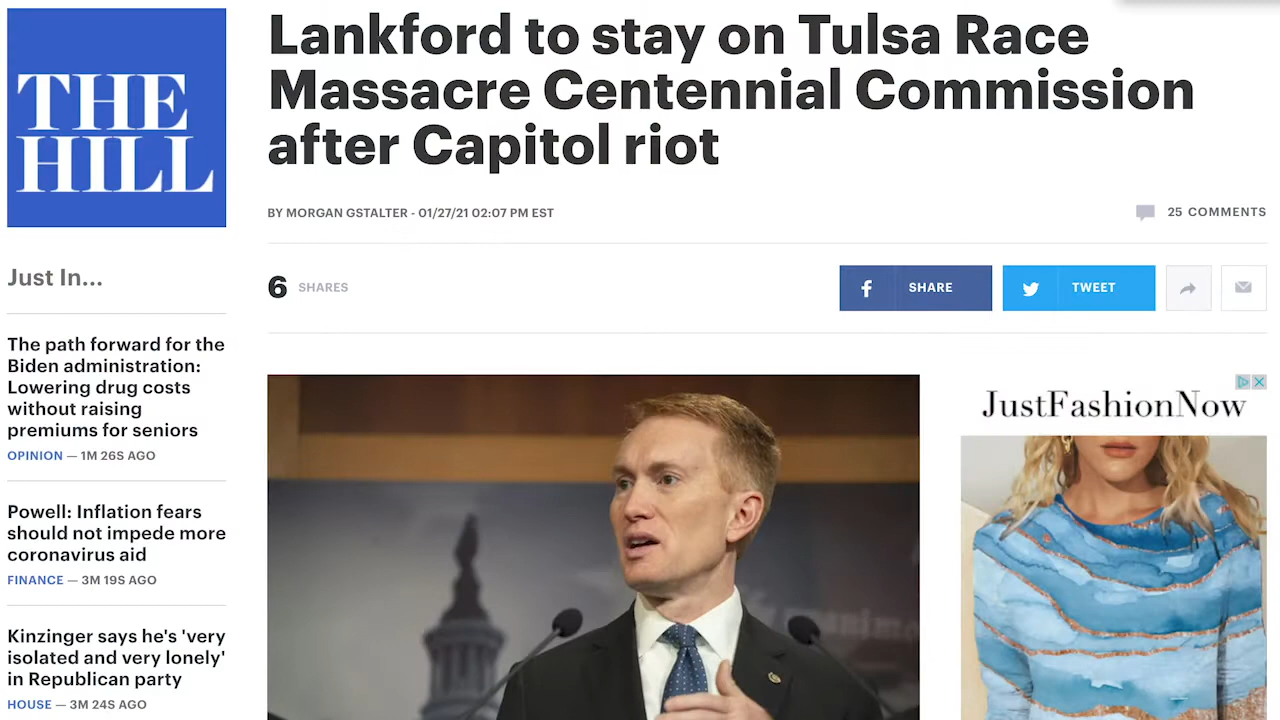 THE
HILL
Lankford to stay on Tulsa Race
Massacre Centennial Commission
after Capitol riot
BY MORGAN GSTALTER - 01/27/21 02:07 PM EST
25 COMMENTS
6 SHARES
SHARE
TWEET
Just In...
The path forward for the
Biden administration:
Lowering drug costs
without raising
premiums for seniors
OPINION — 1M 26S AGO
Powell: Inflation fears
should not impede more
coronavirus aid
FINANCE — 3M 19S AGO
Kinzinger says he's 'very
isolated and very lonely'
in Republican party
HOUSE — 3M 24S AGO
JustFashionNow